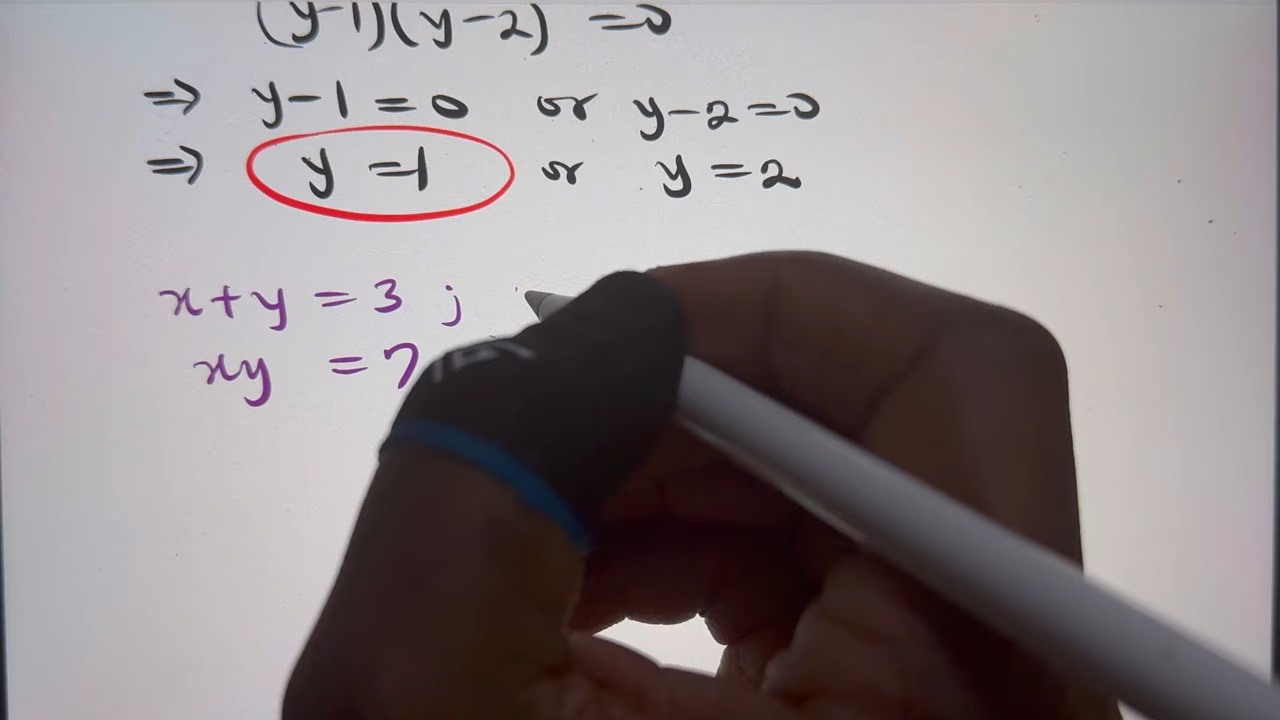 (y-1)(y-2) =0
⇒ y-1 = 0 or y-2=0
⇒ y =1 or y = 2
x+y = 3 ;
xy = 7